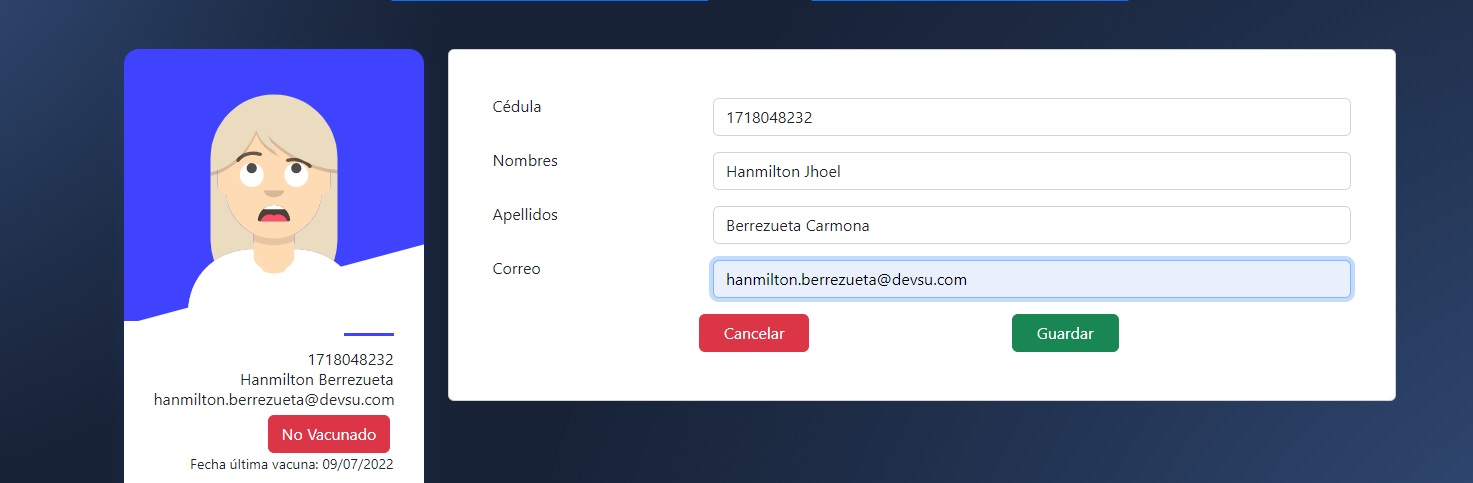 1718048232
Hanmilton Berrezueta
hanmilton.berrezueta@devsu.com
No Vacunado
Fecha última vacuna: 09/07/2022
Cédula
1718048232
Nombres
Hanmilton Jhoel
Apellidos
Berrezueta Carmona
Correo
hanmilton.berrezueta@devsu.com
Cancelar
Guardar